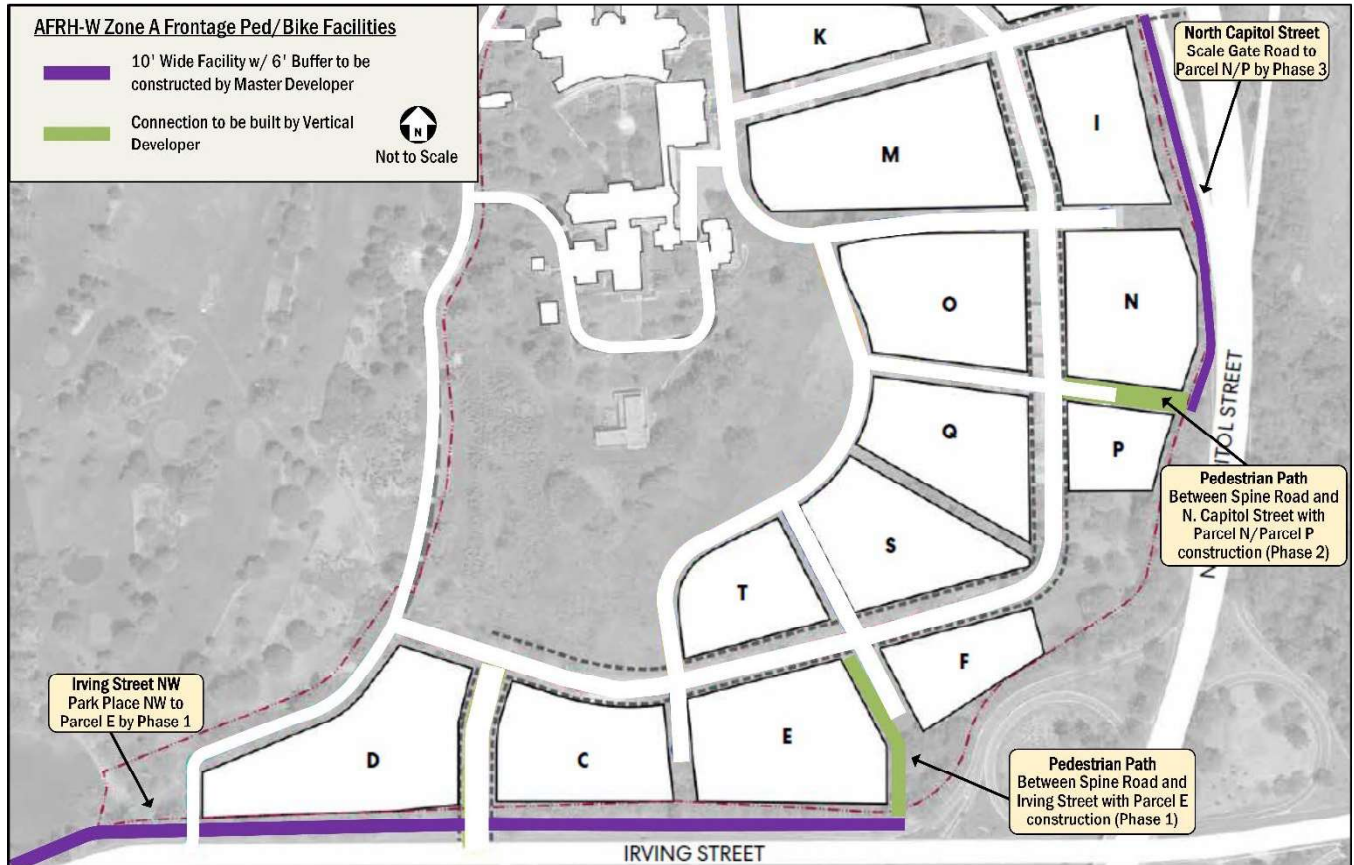 AFRH-W Zone A Frontage Ped/Bike Facilities
10' Wide Facility w/ 6' Buffer to be
constructed by Master Developer
Connection to be built by Vertical
Developer
N
Not to Scale
North Capitol Street
Scale Gate Road to
Parcel N/P by Phase 3
K
I
M
O
N
Q
P
Pedestrian Path
Between Spine Road and
N. Capitol Street with
Parcel N/Parcel P
construction (Phase 2)
N
ITOL STREET
S
T
F
Irving Street NW
Park Place NW to
Parcel E by Phase 1
D
C
E
Pedestrian Path
Between Spine Road and
Irving Street with Parcel E
construction (Phase 1)
IRVING STREET